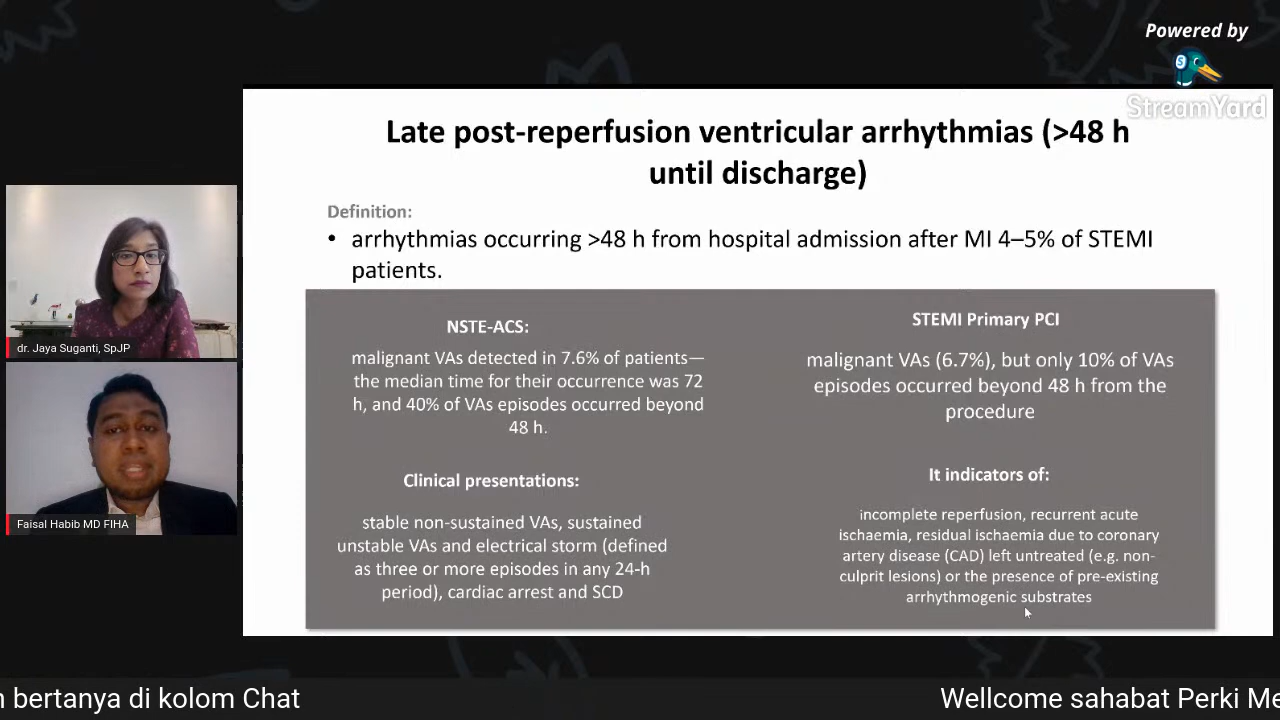 Powered by
StreamYard
Late post-reperfusion ventricular arrhythmias (>48 h
until discharge)
Definition:
• arrhythmias occurring >48 h from hospital admission after MI 4–5% of STEMI
patients.
NSTE-ACS:
malignant VAs detected in 7.6% of patients—
the median time for their occurrence was 72
h, and 40% of VAs episodes occurred beyond
48 h.
Clinical presentations:
stable non-sustained VAs, sustained
unstable VAs and electrical storm (defined
as three or more episodes in any 24-h
period), cardiac arrest and SCD
STEMI Primary PCI
malignant VAs (6.7%), but only 10% of VAs
episodes occurred beyond 48 h from the
procedure
It indicators of:
incomplete reperfusion, recurrent acute
ischaemia, residual ischaemia due to coronary
artery disease (CAD) left untreated (e.g. non-
culprit lesions) or the presence of pre-existing
arrhythmogenic substrates
dr. Jaya Suganti, SpJP
Faisal Habib MD FIHA
n bertanya di kolom Chat
Wellcome sahabat Perki Me